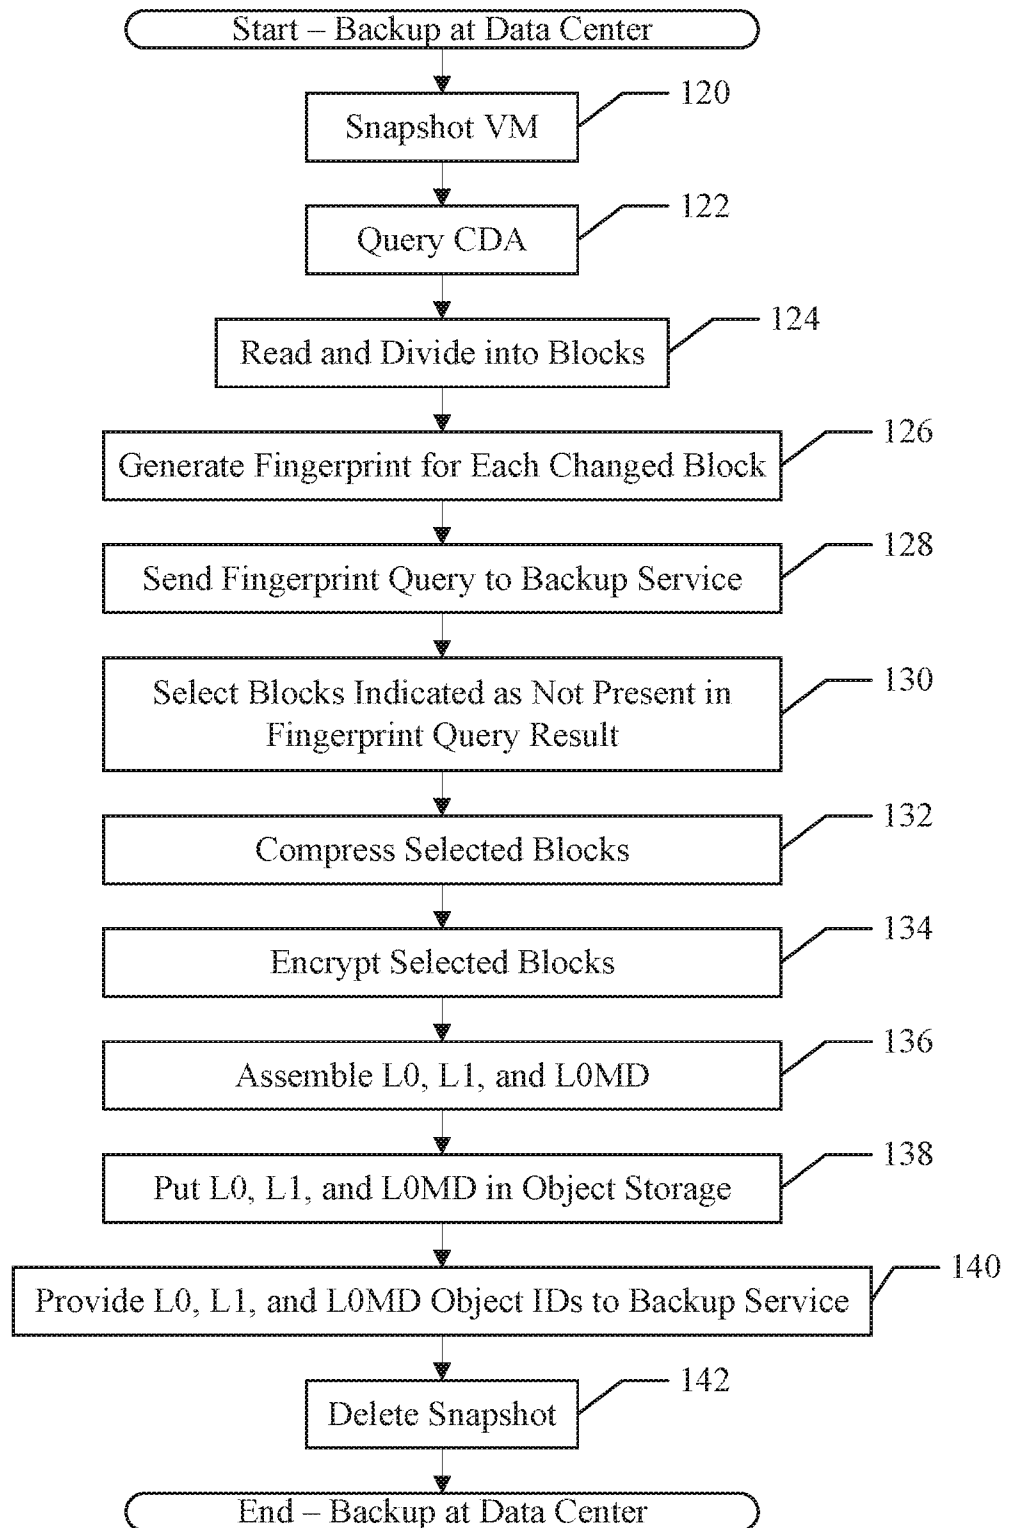 Start – Backup at Data Center
120
Snapshot VM
122
Query CDA
124
Read and Divide into Blocks
126
Generate Fingerprint for Each Changed Block
128
Send Fingerprint Query to Backup Service
130
Select Blocks Indicated as Not Present in
Fingerprint Query Result
132
Compress Selected Blocks
134
Encrypt Selected Blocks
136
Assemble L0, L1, and L0MD
138
Put L0, L1, and L0MD in Object Storage
140
Provide L0, L1, and L0MD Object IDs to Backup Service
142
Delete Snapshot
End – Backup at Data Center